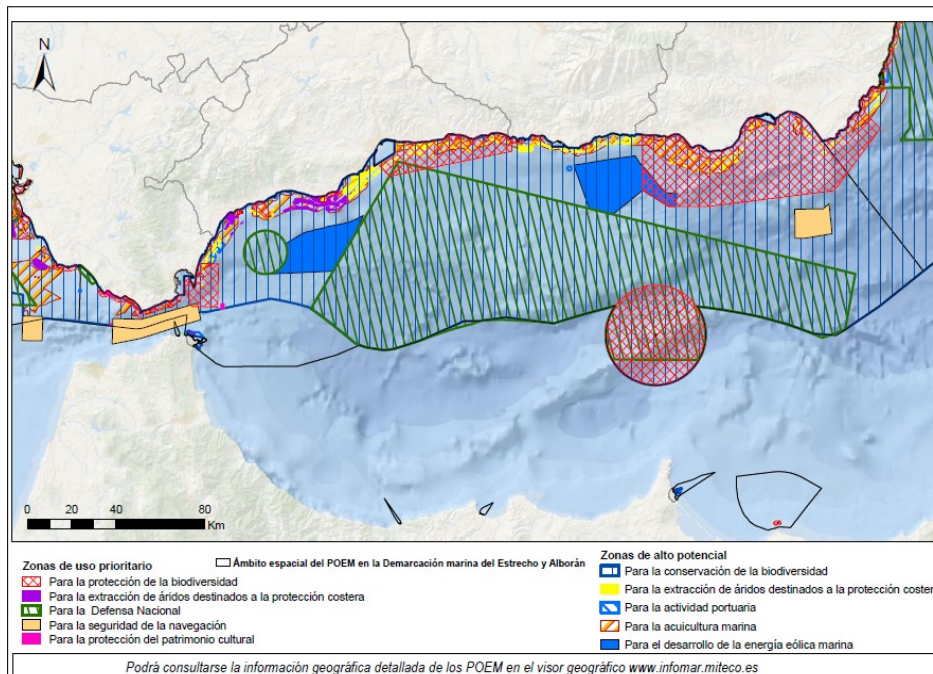 N
0 20 40 80
Km
Zonas de uso prioritario
Para la protección de la biodiversidad
Para la extracción de áridos destinados a la protección costera
Para la Defensa Nacional
Para la seguridad de la navegación
Para la protección del patrimonio cultural
Ámbito espacial del POEM en la Demarcación marina del Estrecho y Alborán
Zonas de alto potencial
Para la conservación de la biodiversidad
Para la extracción de áridos destinados a la protección costera
Para la actividad portuaria
Para la acuicultura marina
Para el desarrollo de la energía eólica marina
Podrá consultarse la información geográfica detallada de los POEM en el visor geográfico www.infomar.miteco.es